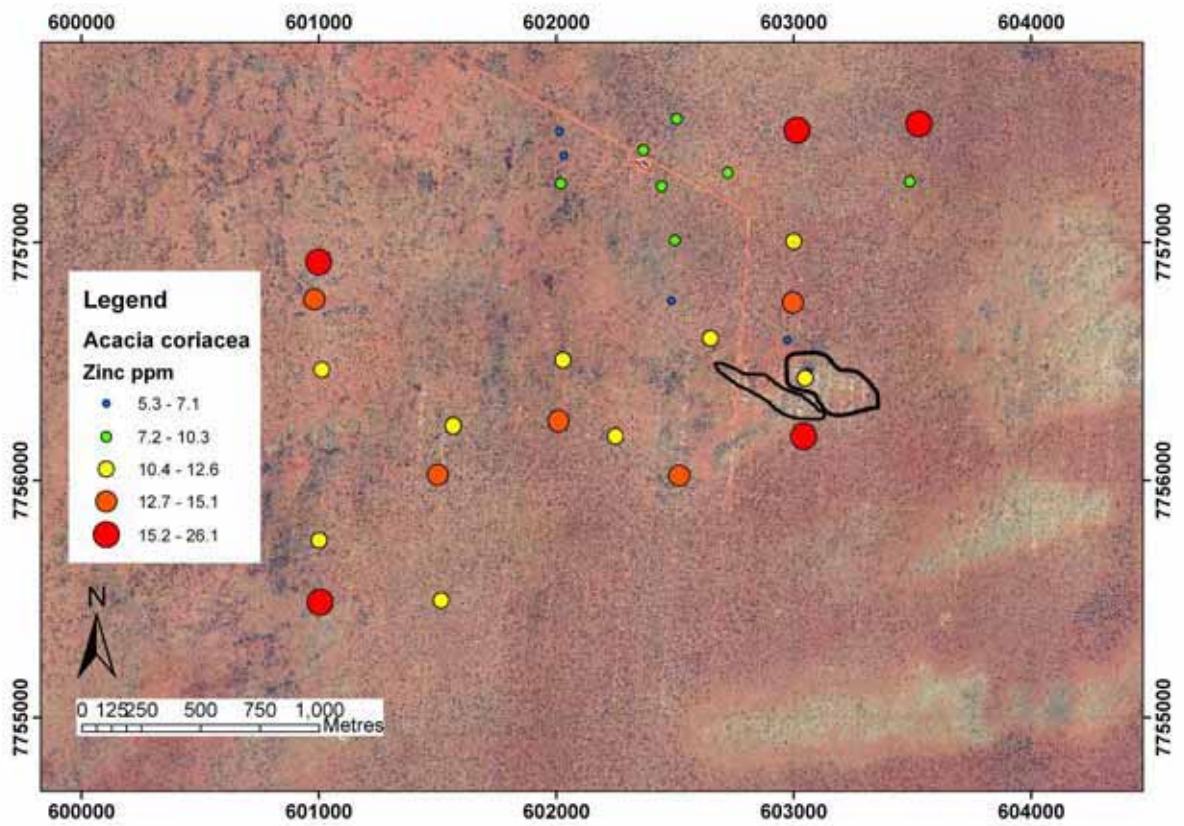 600000 601000 602000 603000 604000
7757000 7757000
Legend
Acacia coriacea
Zinc ppm
5.3 - 7.1
7.2 - 10.3
10.4 - 12.6
12.7 - 15.1
15.2 - 26.1
7756000 7756000
N
0 125250 500 750 1,000
Metres
7755000 7755000
600000 601000 602000 603000 604000